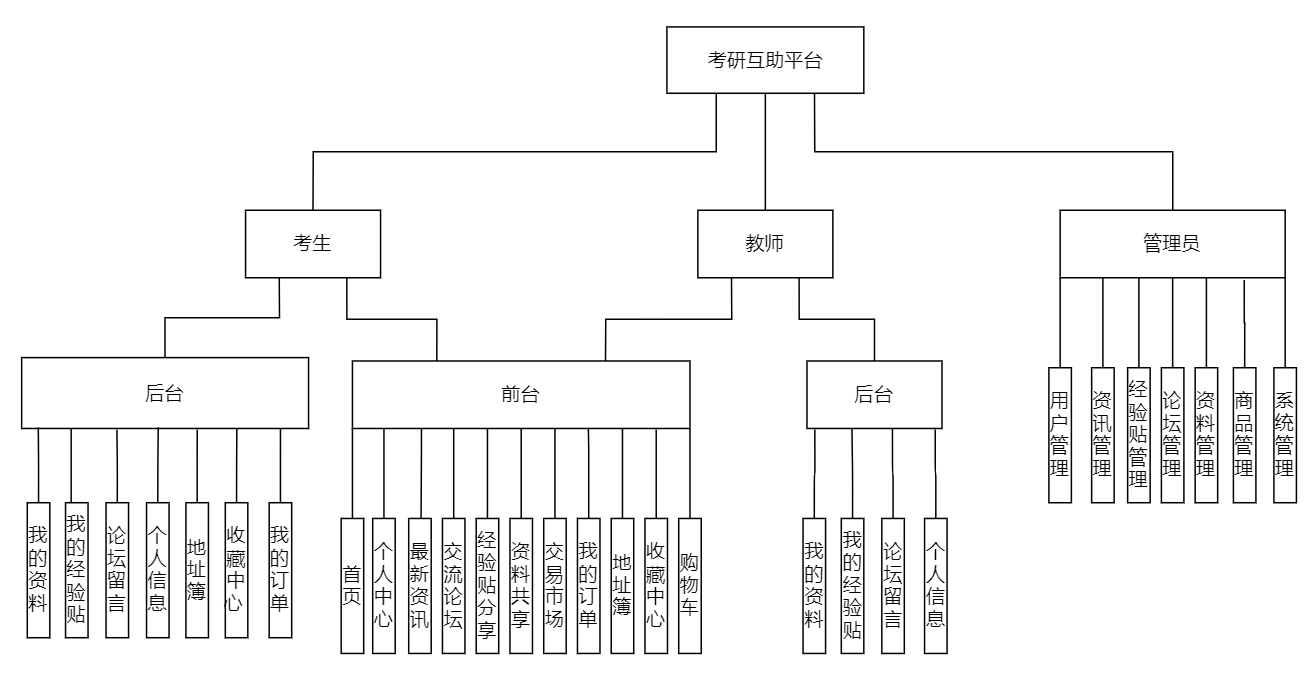 考研互助平台
考生
教师
管理员
后台
前台
后台
用户管理
资讯管理
经验贴管理
论坛管理
资料管理
商品管理
系统管理
我的资料
我的经验贴
论坛留言
个人信息
地址簿
收藏中心
我的订单
首页
个人中心
最新资讯
交流论坛
经验贴分享
资料共享
交易市场
我的订单
地址簿
收藏中心
购物车
我的资料
我的经验贴
论坛留言
个人信息